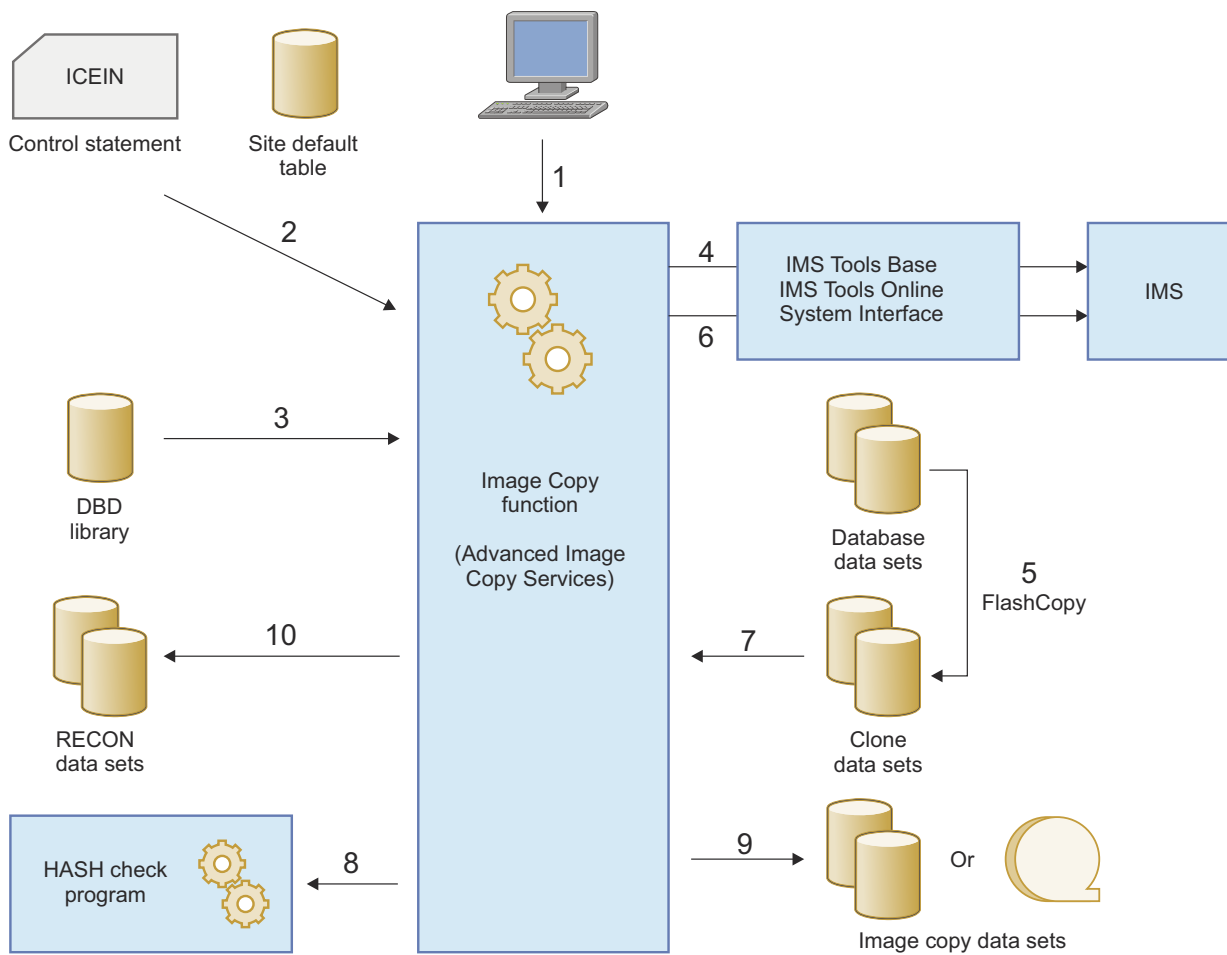 ICEIN
Control statement
Site default
table
1
2
4
IMS Tools Base
IMS Tools Online
System Interface
6
IMS
3
DBD
library
Image Copy
function
(Advanced Image
Copy Services)
Database
data sets
5
FlashCopy
10
7
RECON
data sets
Clone
data sets
HASH check
program
8
9
Or
Image copy data sets